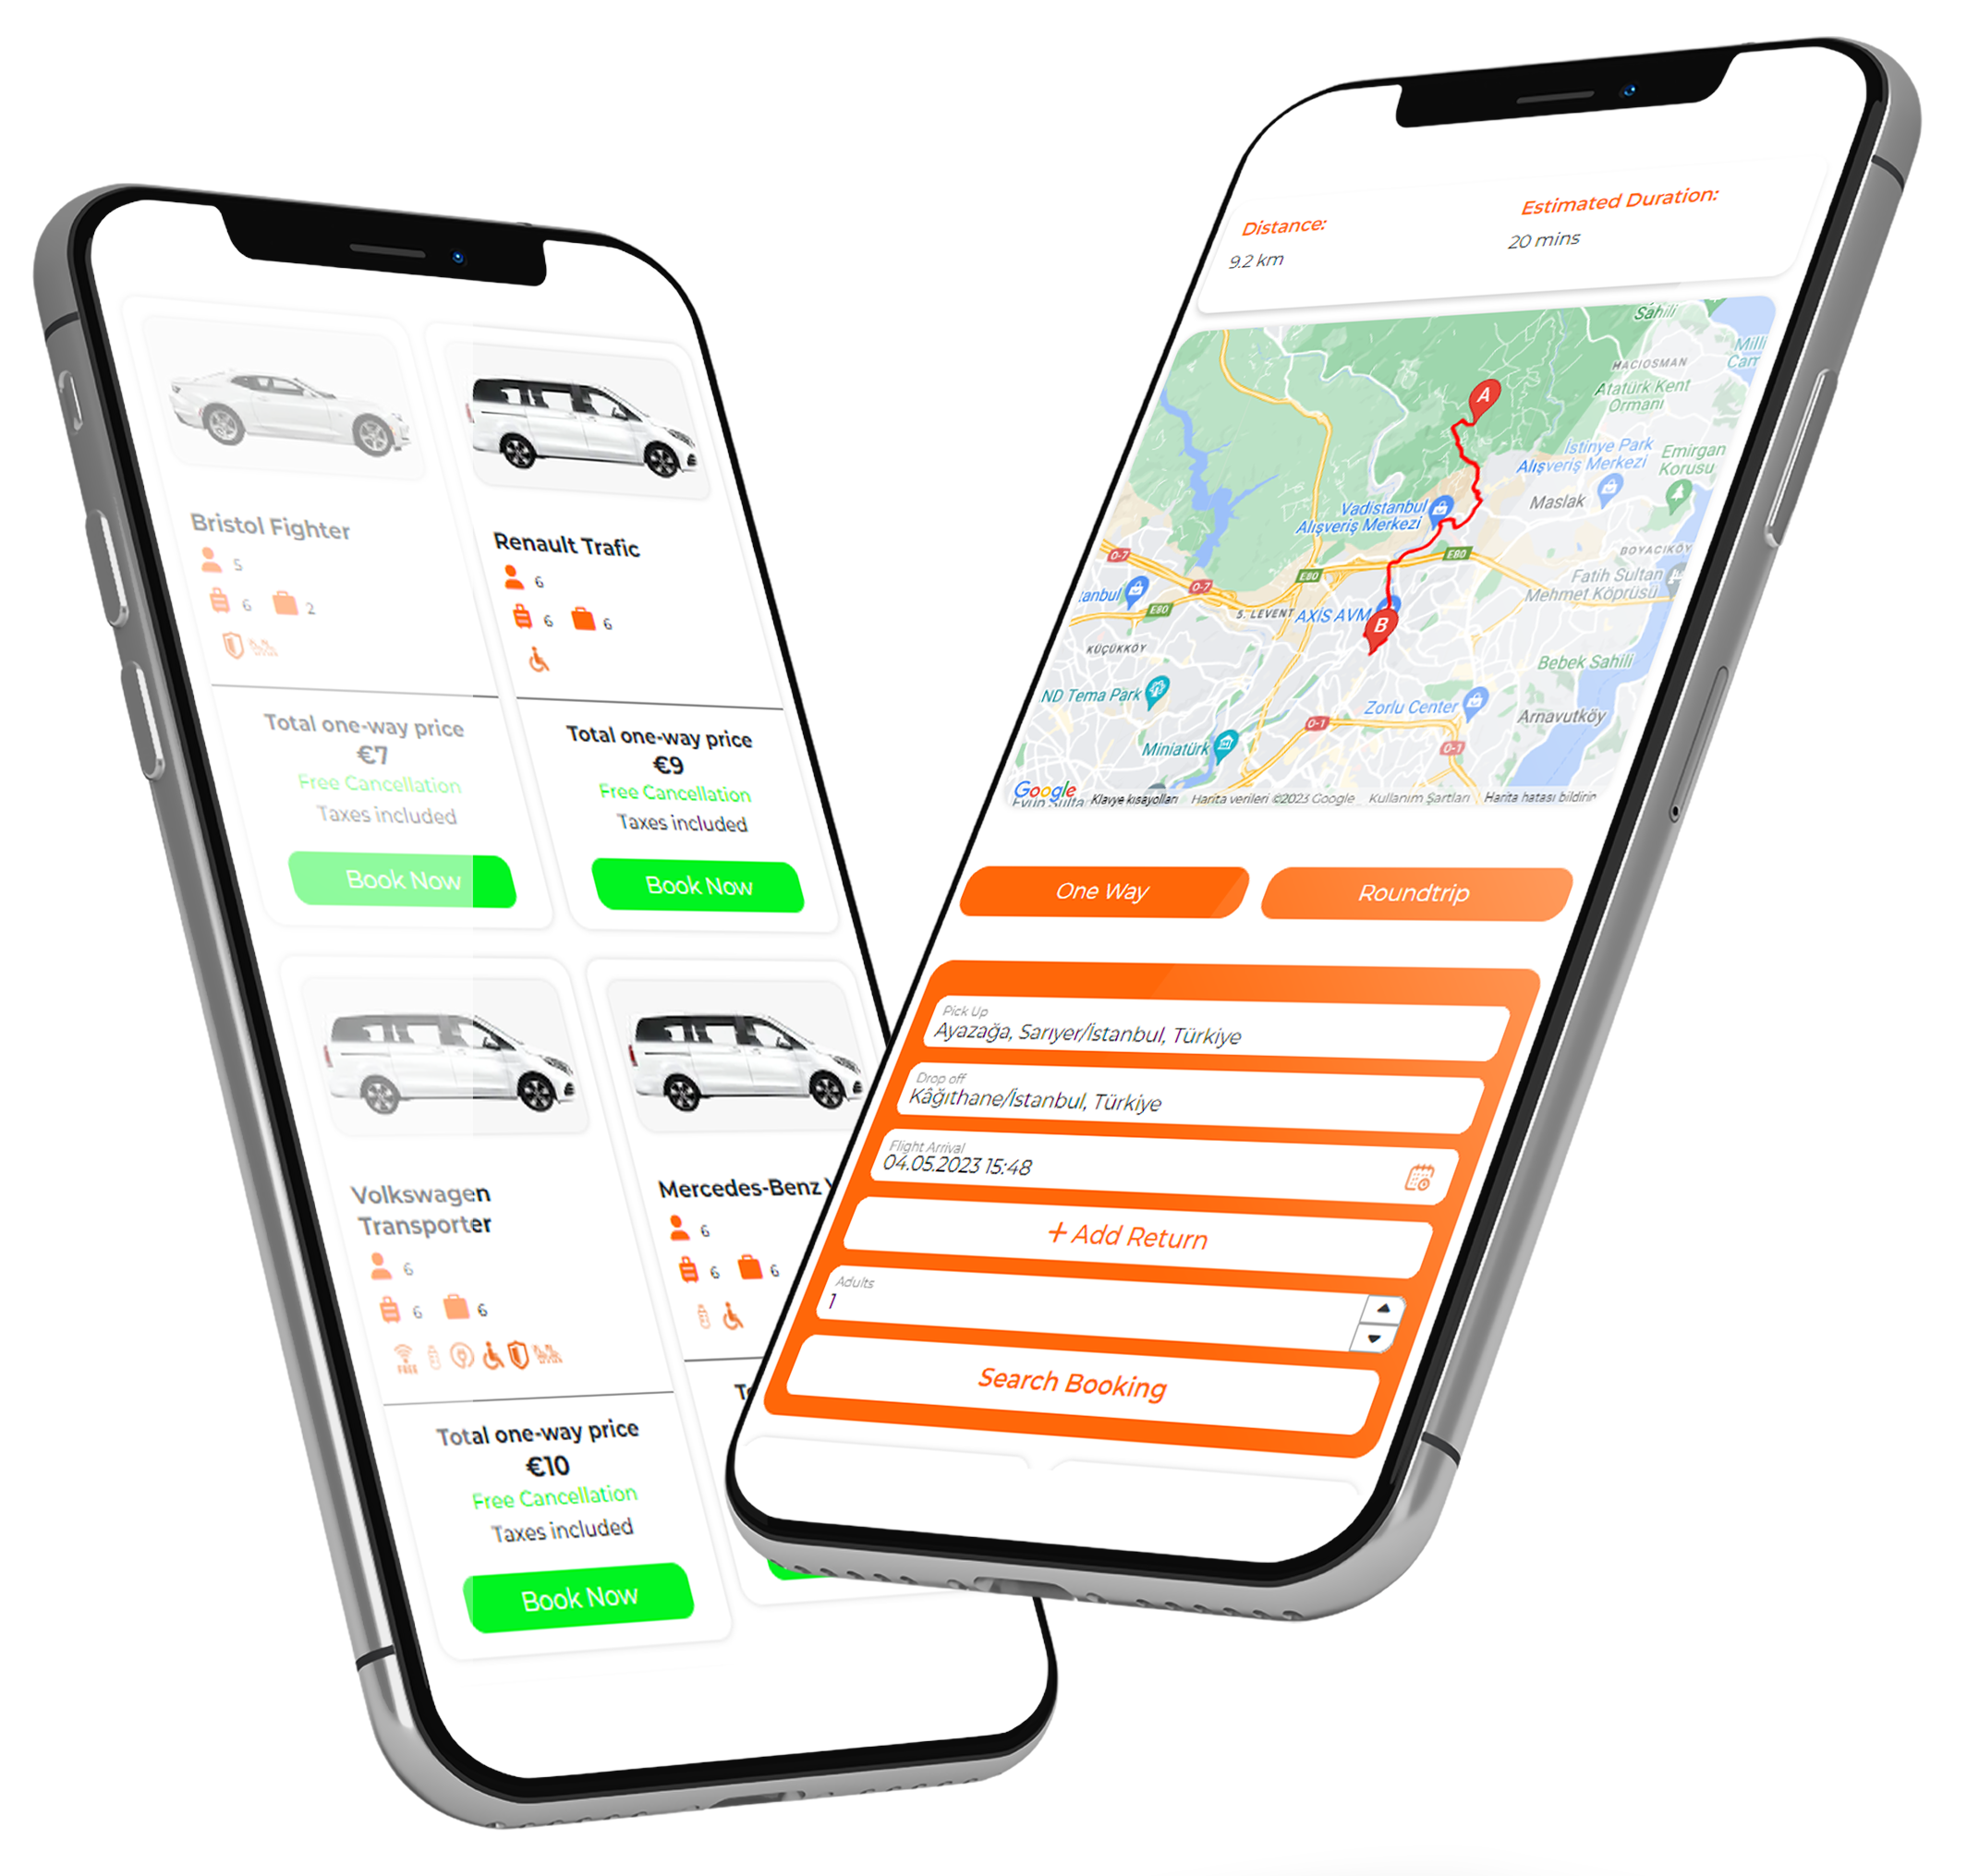 Bristol Fighter
5
6 2
Total one-way price
€7
Free Cancellation
Taxes included
Book Now
Renault Trafic
6
6 6
Total one-way price
€9
Free Cancellation
Taxes included
Book Now
Volkswagen
Transporter
6
6 6
FREE
Total one-way price
€10
Free Cancellation
Taxes included
Book Now
Mercedes-Benz
6
6 6
Distance:
9.2 km
Estimated Duration:
20 mins
Sahili
Milli
HACIOSMAN
Atatürk Kent
Ormanı
A
İstinye Park
Alışveriş Merkezi
Emirgan
Korusu
Maslak
Vadistanbul
Alışveriş Merkezi
BOYACIKÖY
O-7
E80
E80
O-7
Fatih Sultan
Mehmet Köprüsü
E80
5. LEVENT
AXİS AVM
B
KÜÇÜKKÖY
Bebek Sahili
ND Tema Park
Zorlu Center
Arnavutköy
O-1
O-1
Miniatürk
Google
Klavye kısayolları Harita verileri ©2023 Google Kullanım Şartları Harita hatası bildirin
One Way
Roundtrip
Pick Up
Ayazağa, Sarıyer/İstanbul, Türkiye
Drop off
Kâğıthane/İstanbul, Türkiye
Flight Arrival
04.05.2023 15:48
+ Add Return
Adults
1
Search Booking